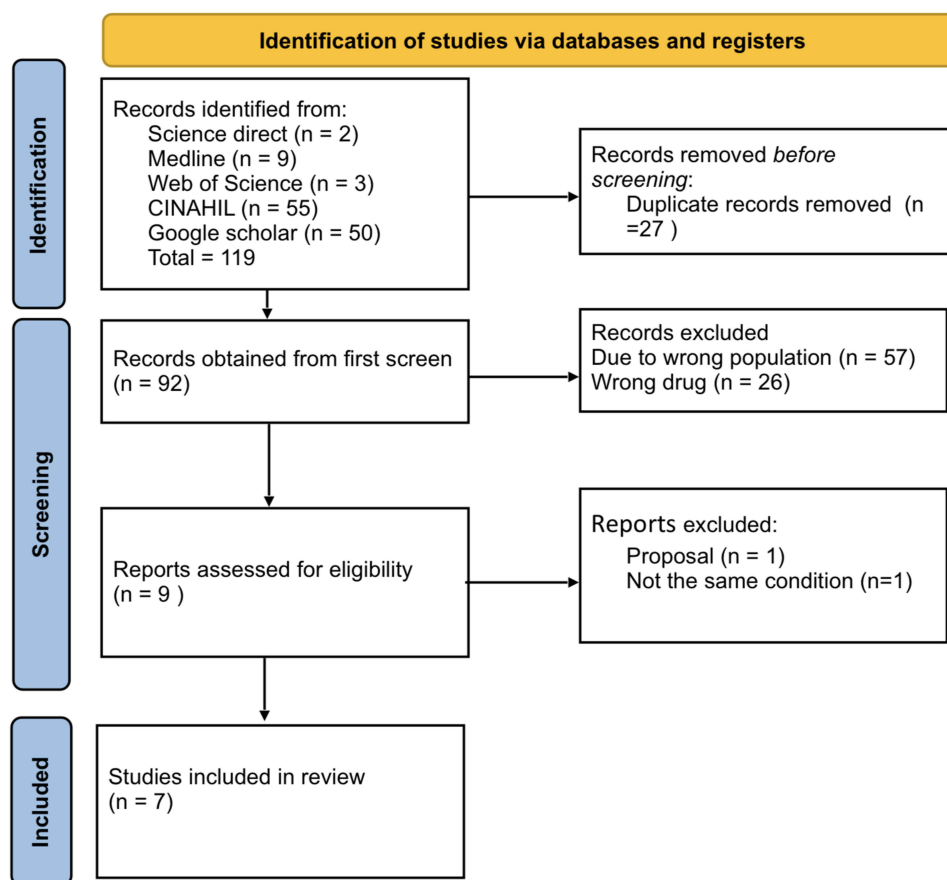 Identification of studies via databases and registers
Identification
Records identified from:
Science direct (n = 2)
Medline (n = 9)
Web of Science (n = 3)
CINAHIL (n = 55)
Google scholar (n = 50)
Total = 119
Records removed before
screening:
Duplicate records removed (n
=27 )
Screening
Records obtained from first screen
(n = 92)
Records excluded
Due to wrong population (n = 57)
Wrong drug (n = 26)
Reports assessed for eligibility
(n = 9 )
Reports excluded:
Proposal (n = 1)
Not the same condition (n=1)
Included
Studies included in review
(n = 7)